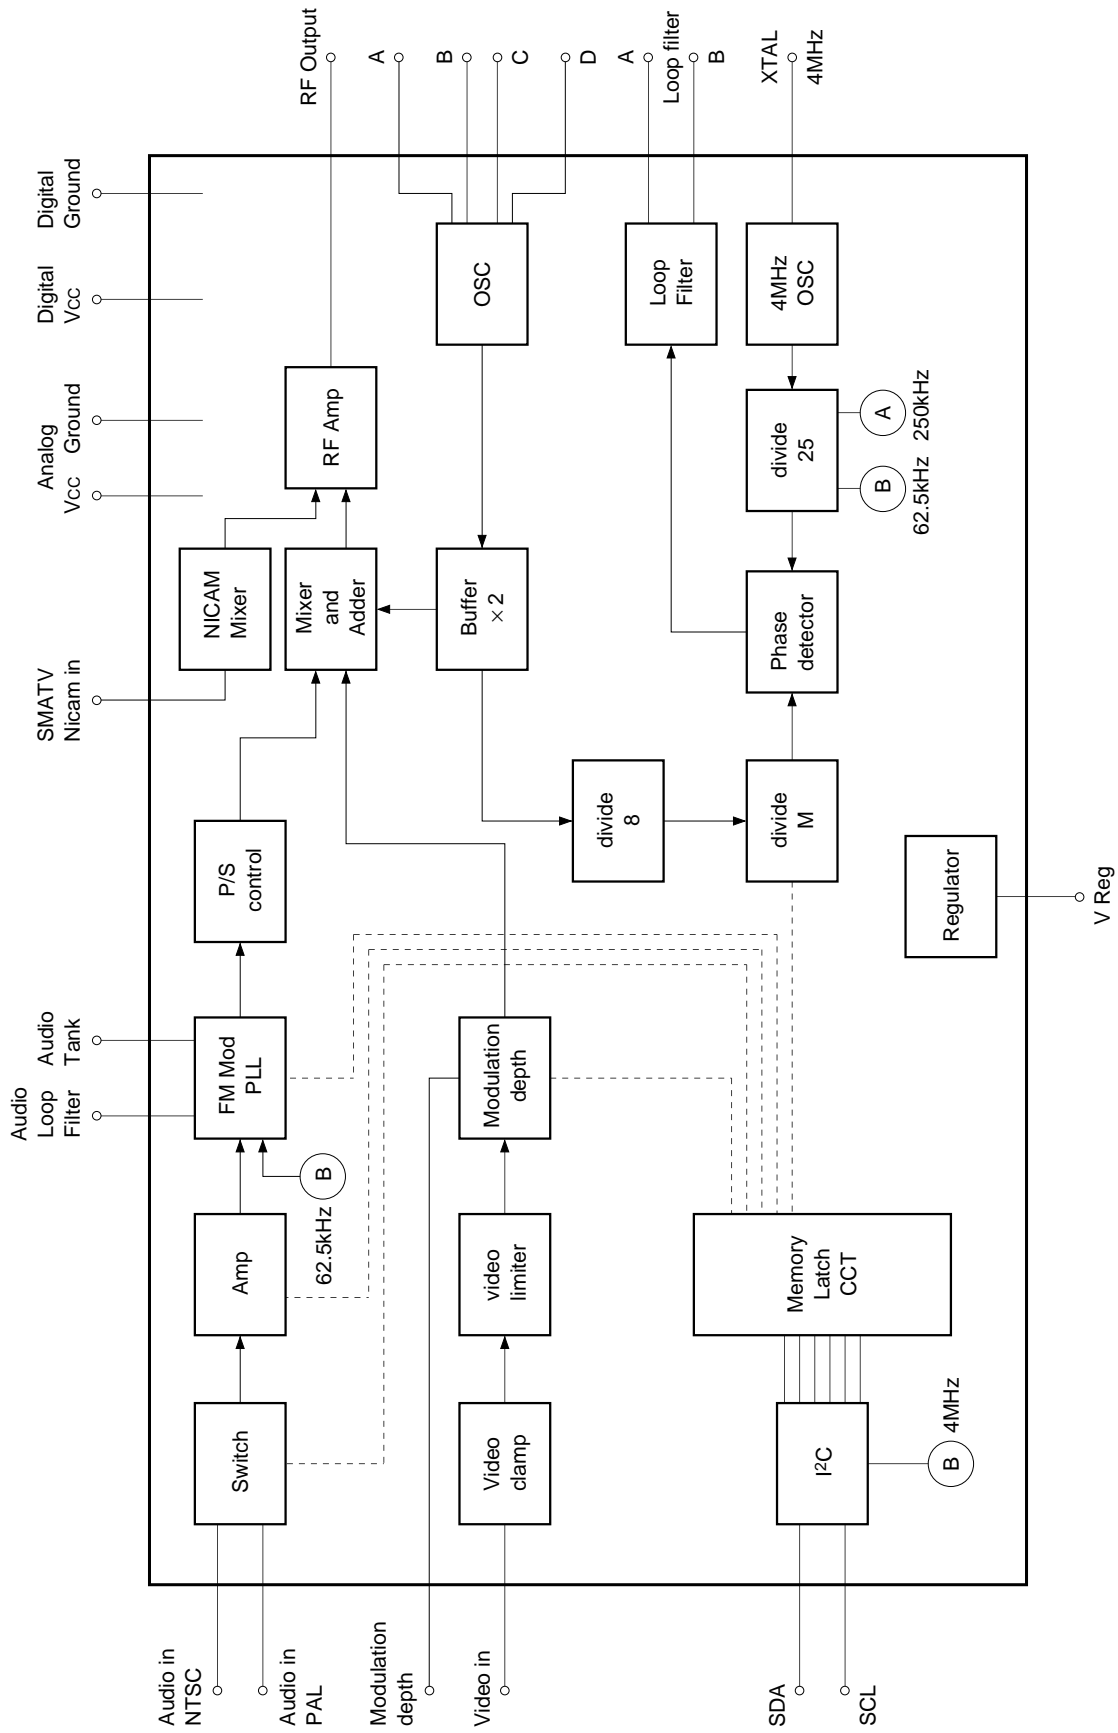 Audio
Loop
Filter
Audio
Tank
SMATV
Nicam in
Analog
Vcc
Ground
Digital
Vcc
Digital
Ground
Audio in
NTSC
Audio in
PAL
Switch
Amp
FM Mod
PLL
P/S
control
NICAM
Mixer
B
62.5kHz
Mixer
and
Adder
RF Amp
RF Output
Modulation
depth
Video in
Video
clamp
video
limiter
Modulation
depth
Buffer
×2
OSC
A
B
C
D
divide
8
Loop
Filter
A
Loop filter
B
SDA
SCL
I²C
B
4MHz
Memory
Latch
CCT
divide
M
Phase
detector
divide
25
B
62.5kHz
A
250kHz
4MHz
OSC
XTAL
4MHz
Regulator
V Reg